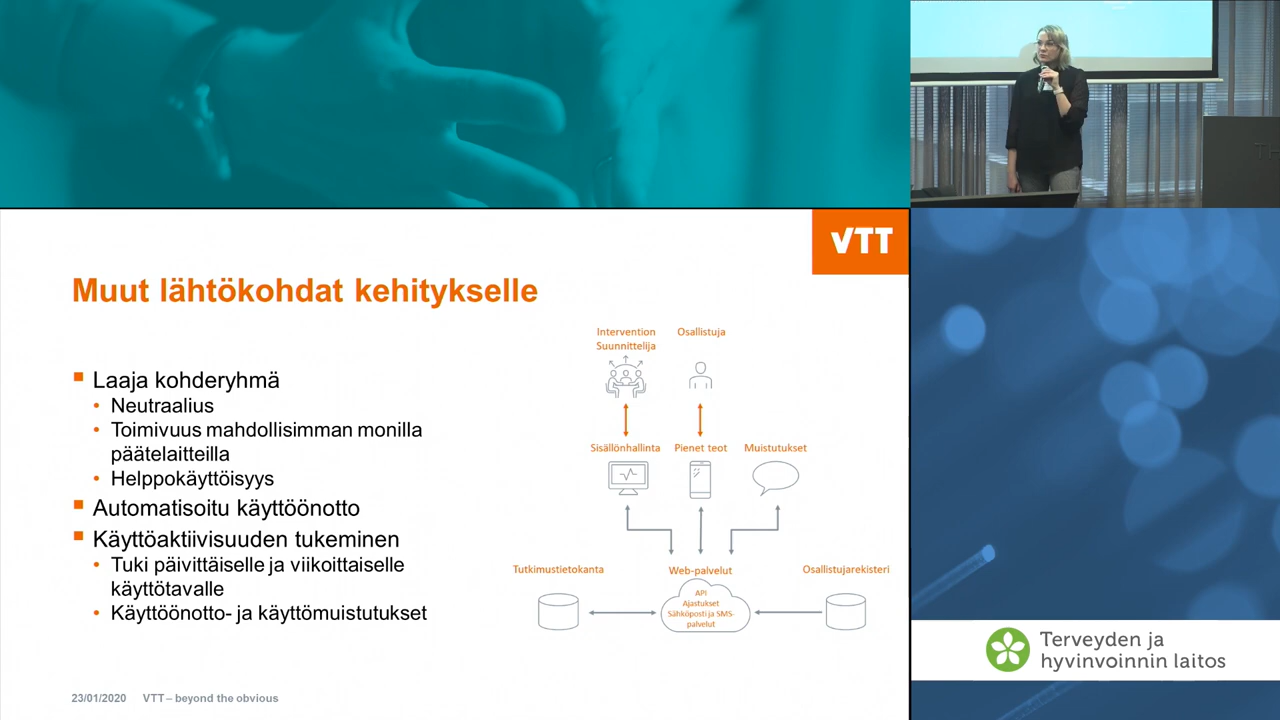 VTT
Muut lähtökohdat kehitykselle
Laaja kohderyhmä
Neutraalius
Toimivuus mahdollisimman monilla
päätelaitteilla
Helppokäyttöisyys
Automatisoitu käyttöönotto
Käyttöaktiivisuuden tukeminen
Tuki päivittäiselle ja viikoittaiselle
käyttötavalle
Käyttöönotto- ja käyttömuistutukset
Intervention
Suunnittelija
Osallistuja
Sisällönhallinta
Pienet teot
Muistutukset
Tutkimustietokanta
Web-palvelut
Osallistujarekisteri
API
Ajastukset
Sähköposti ja SMS-
palvelut
23/01/2020 VTT – beyond the obvious
Terveyden ja
hyvinvoinnin laitos